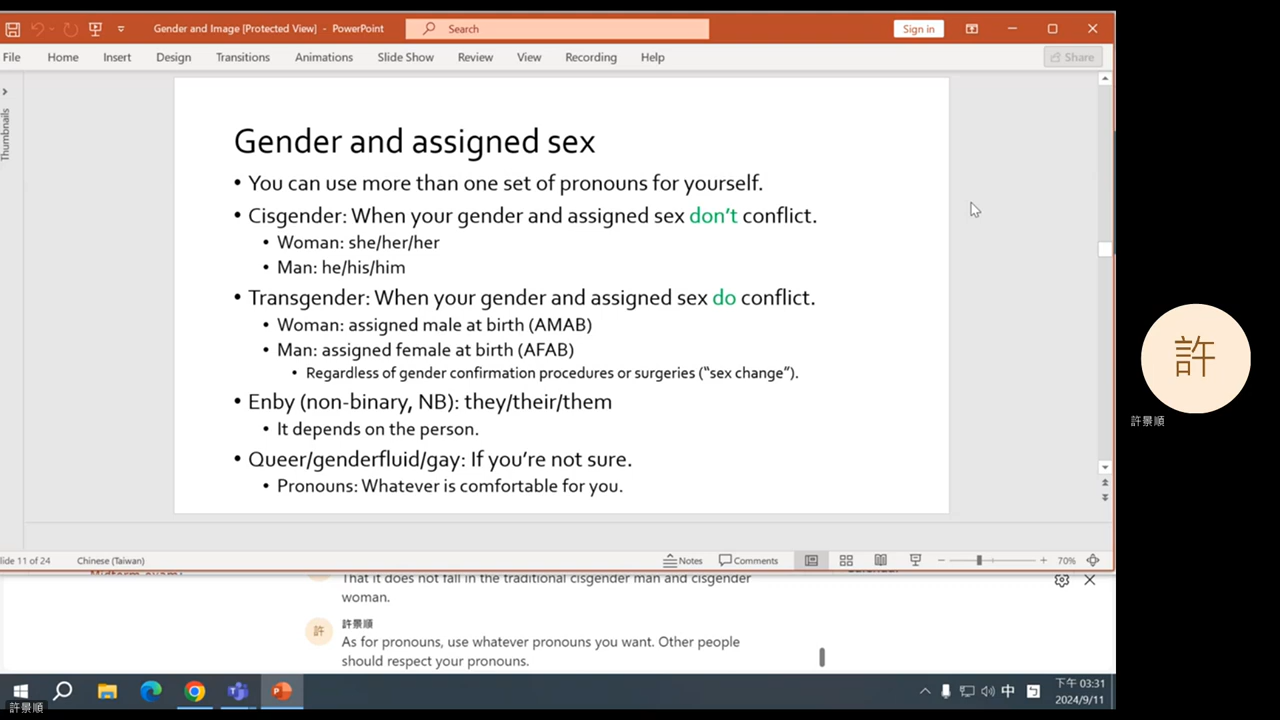 Gender and Image [Protected View] - PowerPoint
Search
Sign in
File Home Insert Design Transitions Animations Slide Show Review View Recording Help
Share
Thumbnails
Gender and assigned sex
• You can use more than one set of pronouns for yourself.
• Cisgender: When your gender and assigned sex don't conflict.
• Woman: she/her/her
• Man: he/his/him
• Transgender: When your gender and assigned sex do conflict.
• Woman: assigned male at birth (AMAB)
• Man: assigned female at birth (AFAB)
• Regardless of gender confirmation procedures or surgeries (“sex change”).
• Enby (non-binary, NB): they/their/them
• It depends on the person.
• Queer/genderfluid/gay: If you’re not sure.
• Pronouns: Whatever is comfortable for you.
lide 11 of 24 Chinese (Taiwan) Notes Comments 70%
That it does not fall in the traditional cisgender man and cisgender
woman.
許
許景順
As for pronouns, use whatever pronouns you want. Other people
should respect your pronouns.
中
下午 03:31
2024/9/11
許景順
許
許景順